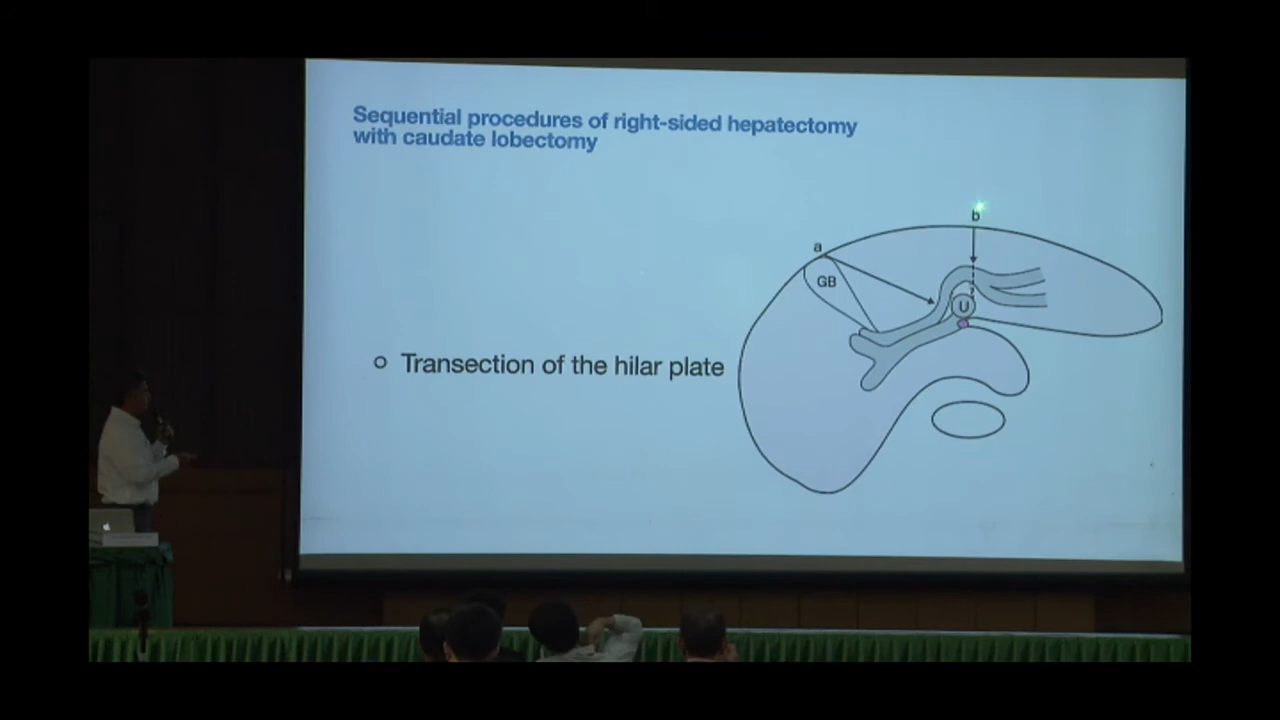 Sequential procedures of right-sided hepatectomy
with caudate lobectomy
b
a
GB
U
Transection of the hilar plate